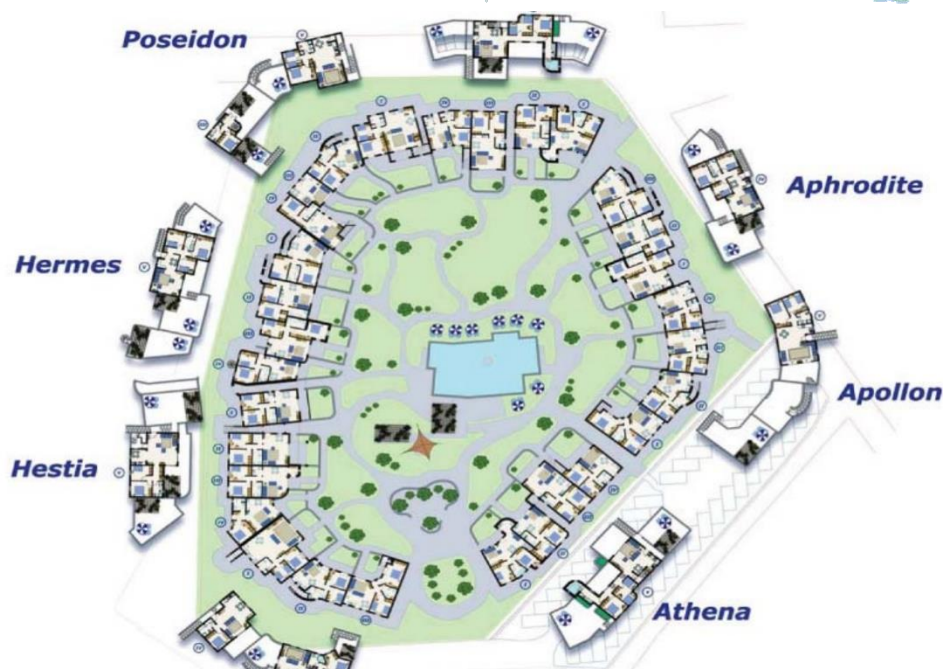 Poseidon
Aphrodite
Hermes
Apollon
Hestia
Athena